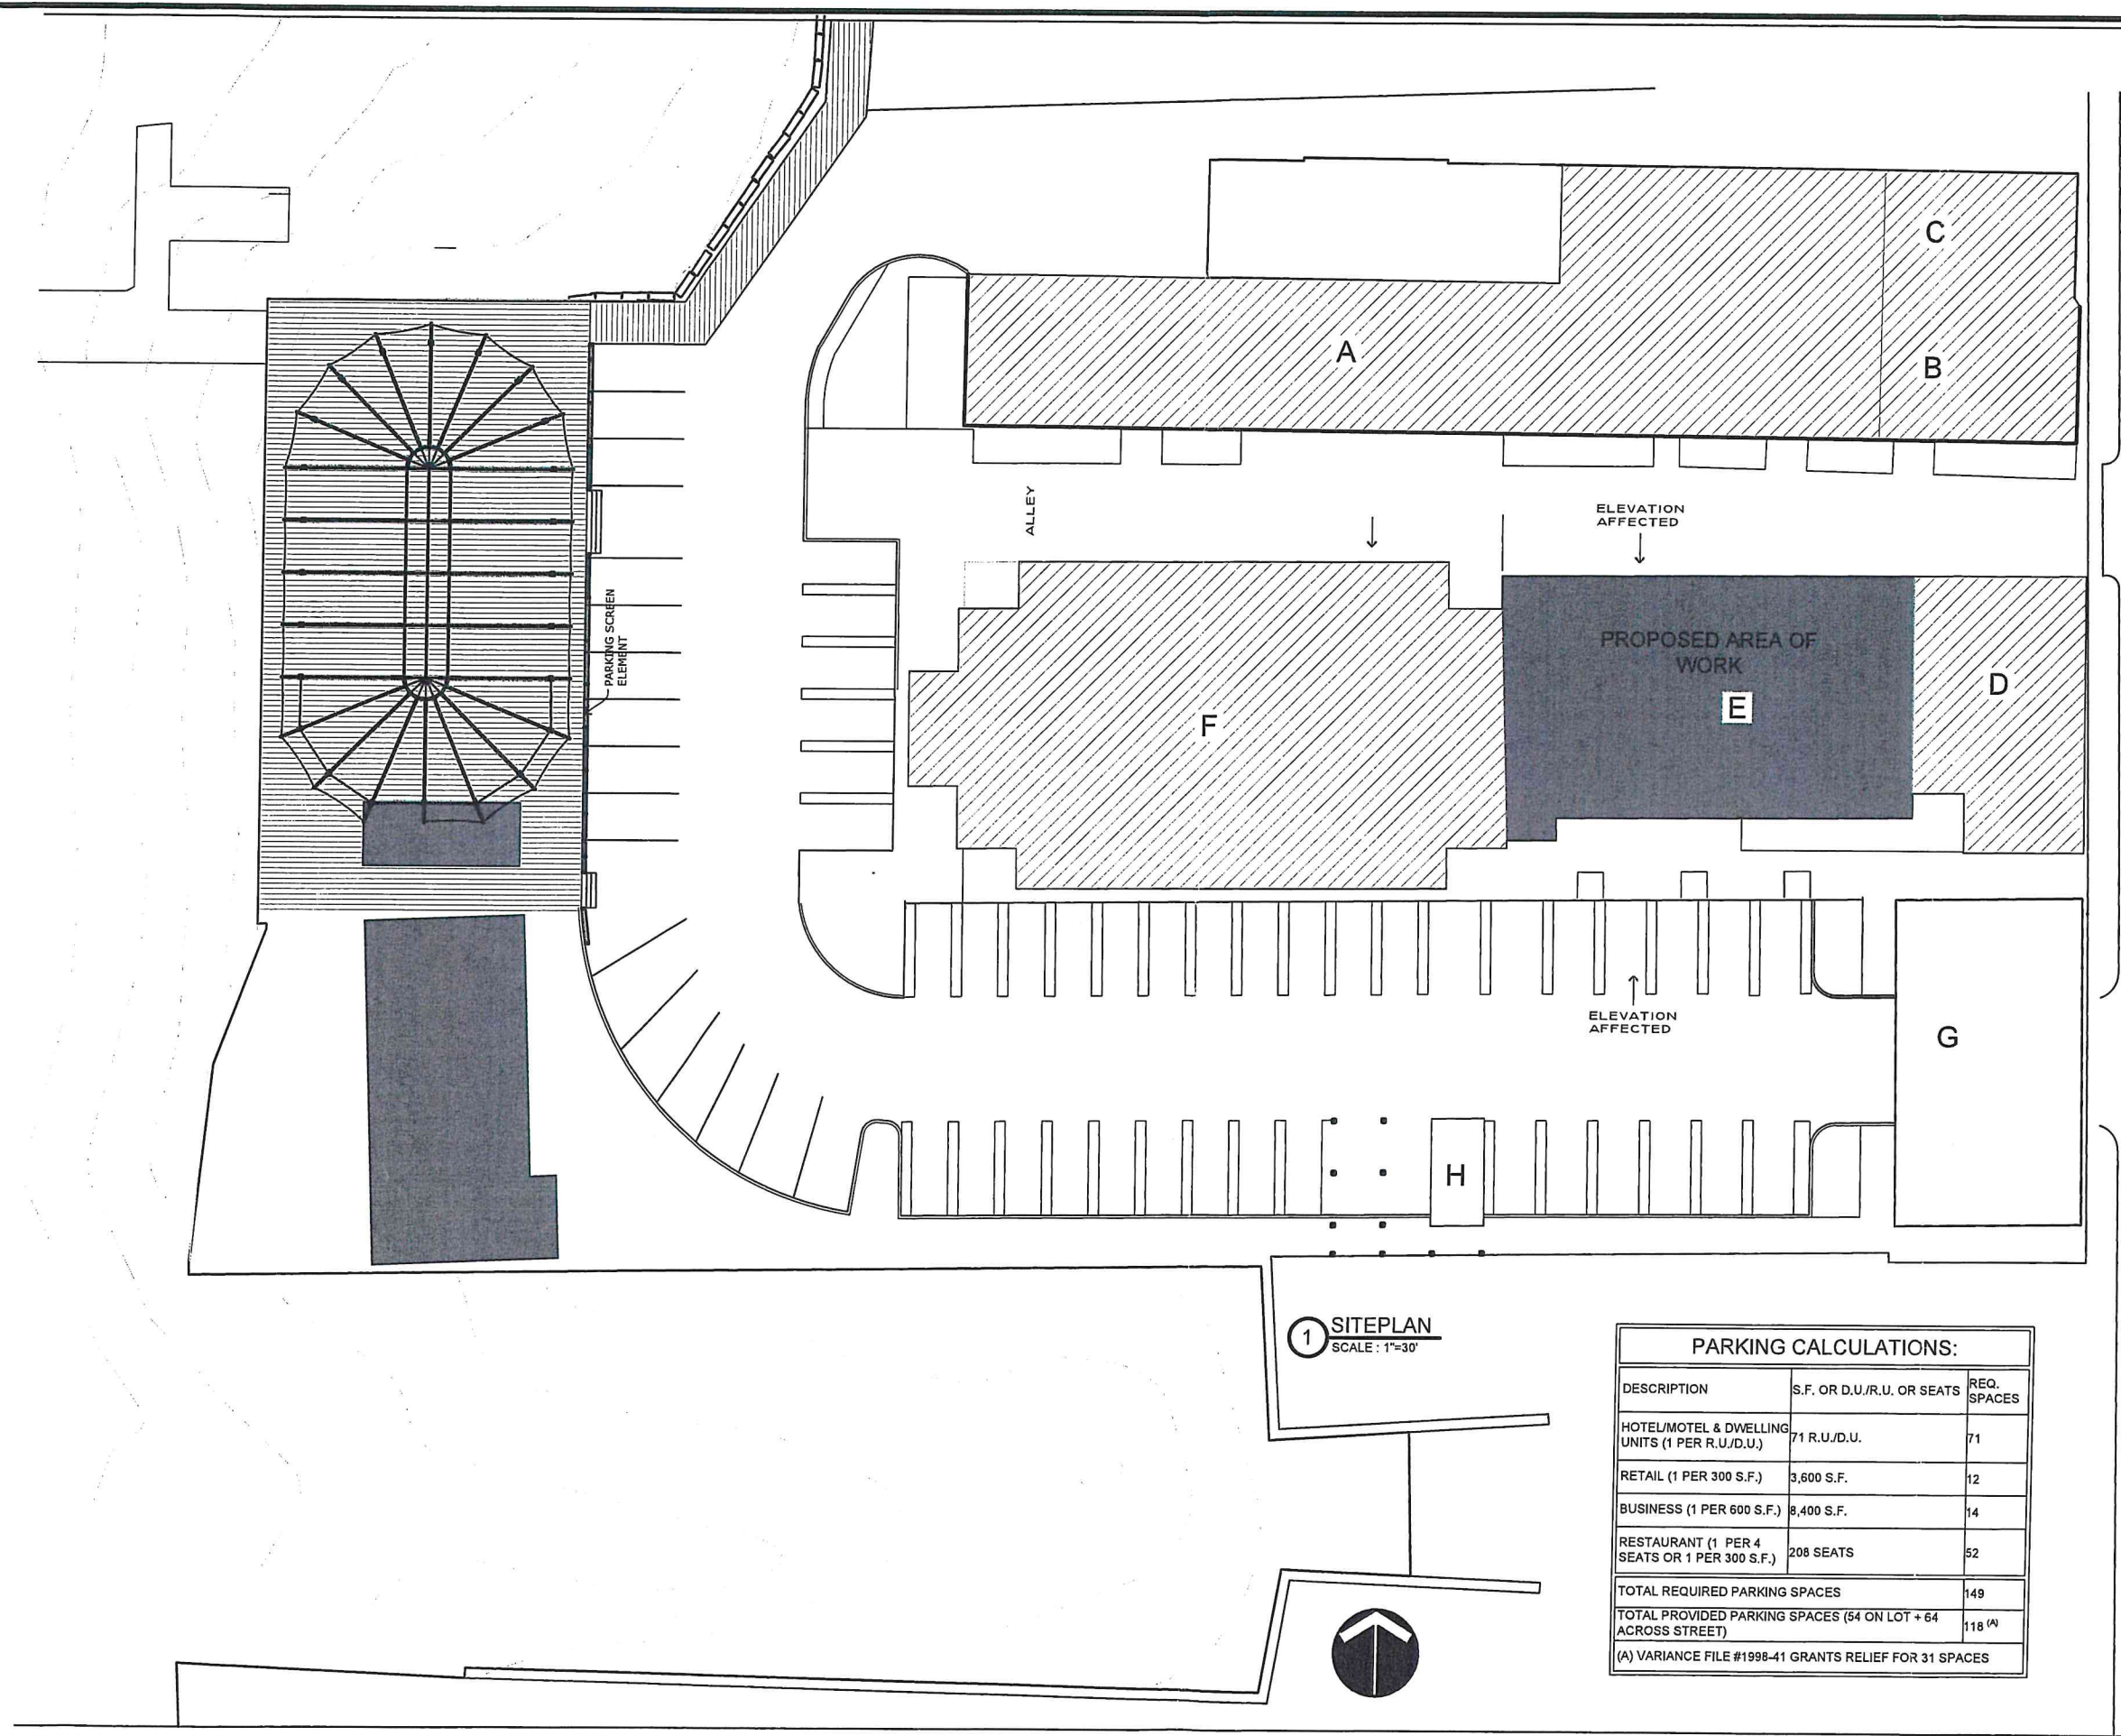 C
A
B
ALLEY
ELEVATION
AFFECTED
PARKING SCREEN
ELEMENT
PROPOSED AREA OF
WORK
E
D
F
ELEVATION
AFFECTED
G
H
1
SITEPLAN
SCALE : 1"=30'
PARKING CALCULATIONS:
DESCRIPTION S.F. OR D.U./R.U. OR SEATS REQ.
SPACES
HOTEL/MOTEL & DWELLING
UNITS (1 PER R.U./D.U.) 71 R.U./D.U. 71
RETAIL (1 PER 300 S.F.) 3,600 S.F. 12
BUSINESS (1 PER 600 S.F.) 8,400 S.F. 14
RESTAURANT (1 PER 4
SEATS OR 1 PER 300 S.F.) 208 SEATS 52
TOTAL REQUIRED PARKING SPACES 149
TOTAL PROVIDED PARKING SPACES (54 ON LOT + 64
ACROSS STREET) 118 (A)
(A) VARIANCE FILE #1998-41 GRANTS RELIEF FOR 31 SPACES